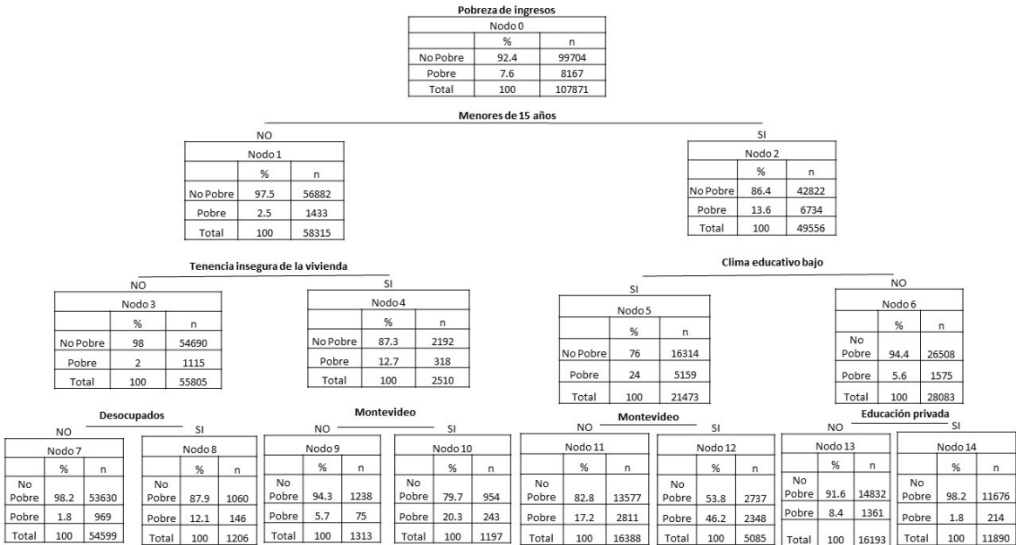 Pobreza de ingresos
Nodo 0
% n
No Pobre 92.4 99704
Pobre 7.6 8167
Total 100 107871
Menores de 15 años
NO
Nodo 1
% n
No Pobre 97.5 56882
Pobre 2.5 1433
Total 100 58315
SI
Nodo 2
% n
No Pobre 86.4 42822
Pobre 13.6 6734
Total 100 49556
Tenencia insegura de la vivienda
NO
Nodo 3
% n
No Pobre 98 54690
Pobre 2 1115
Total 100 55805
SI
Nodo 4
% n
No Pobre 87.3 2192
Pobre 12.7 318
Total 100 2510
Clima educativo bajo
SI
Nodo 5
% n
No Pobre 76 16314
Pobre 24 5159
Total 100 21473
NO
Nodo 6
% n
No
Pobre 94.4 26508
Pobre 5.6 1575
Total 100 28083
Desocupados
NO
Nodo 7
% n
No
Pobre 98.2 53630
Pobre 1.8 969
Total 100 54599
SI
Nodo 8
% n
No
Pobre 87.9 1060
Pobre 12.1 146
Total 100 1206
Montevideo
NO
Nodo 9
% n
No
Pobre 94.3 1238
Pobre 5.7 75
Total 100 1313
SI
Nodo 10
% n
No
Pobre 79.7 954
Pobre 20.3 243
Total 100 1197
Montevideo
NO
Nodo 11
% n
No
Pobre 82.8 13577
Pobre 17.2 2811
Total 100 16388
SI
Nodo 12
% n
No
Pobre 53.8 2737
Pobre 46.2 2348
Total 100 5085
Educación privada
NO
Nodo 13
% n
No
Pobre 91.6 14832
Pobre 8.4 1361
Total 100 16193
SI
Nodo 14
% n
No
Pobre 98.2 11676
Pobre 1.8 214
Total 100 11890